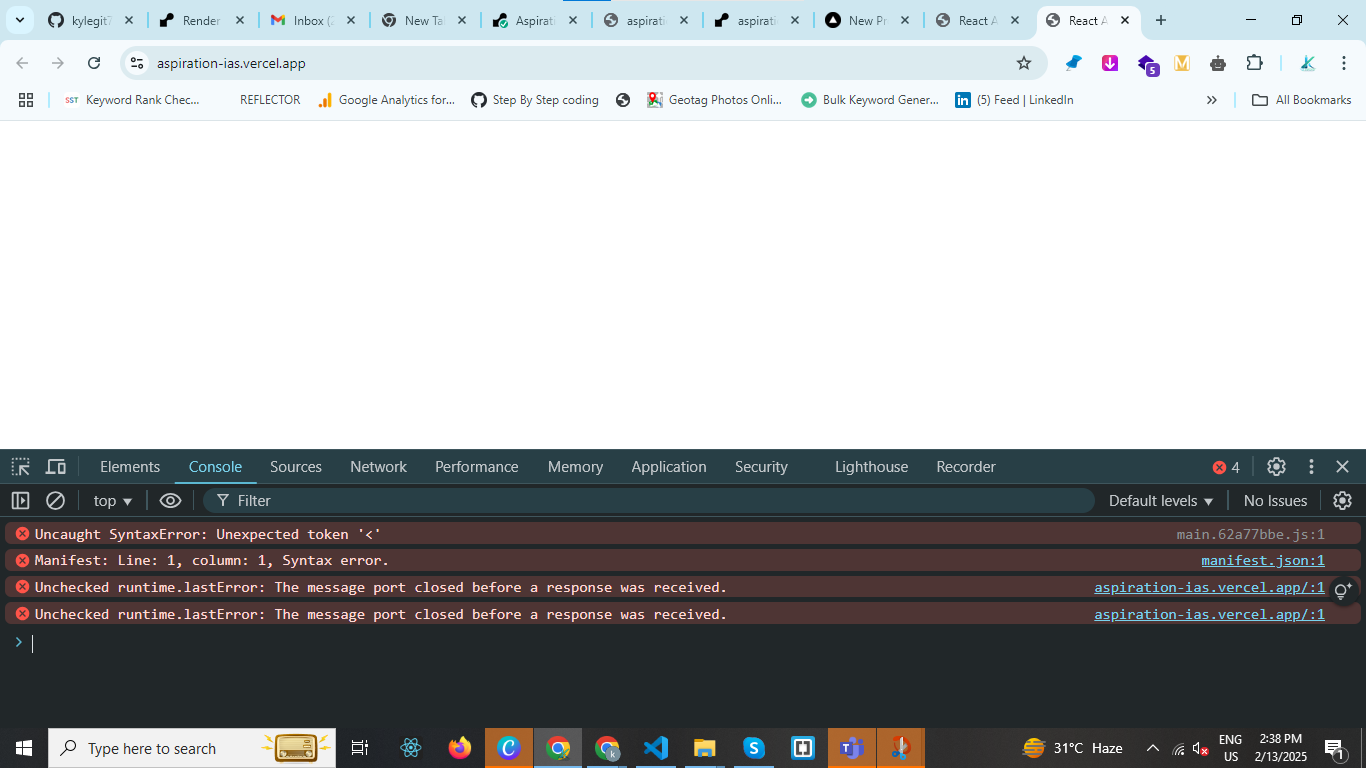 kylegit7
Render
Inbox (2
New Tal
Aspirati
aspirati
aspirati
New Pr
React A
React A
aspiration-ias.vercel.app
SST Keyword Rank Chec...
REFLECTOR
Google Analytics for...
Step By Step coding
Geotag Photos Onli...
Bulk Keyword Gener...
(5) Feed | LinkedIn
All Bookmarks
Elements Console Sources Network Performance Memory Application Security Lighthouse Recorder 4
top Filter Default levels No Issues
Uncaught SyntaxError: Unexpected token '<' main.62a77bbe.js:1
Manifest: Line: 1, column: 1, Syntax error. manifest.json:1
Unchecked runtime.lastError: The message port closed before a response was received. aspiration-ias.vercel.app/:1
Unchecked runtime.lastError: The message port closed before a response was received. aspiration-ias.vercel.app/:1
Type here to search
31°C Haze
ENG
US
2:38 PM
2/13/2025
1